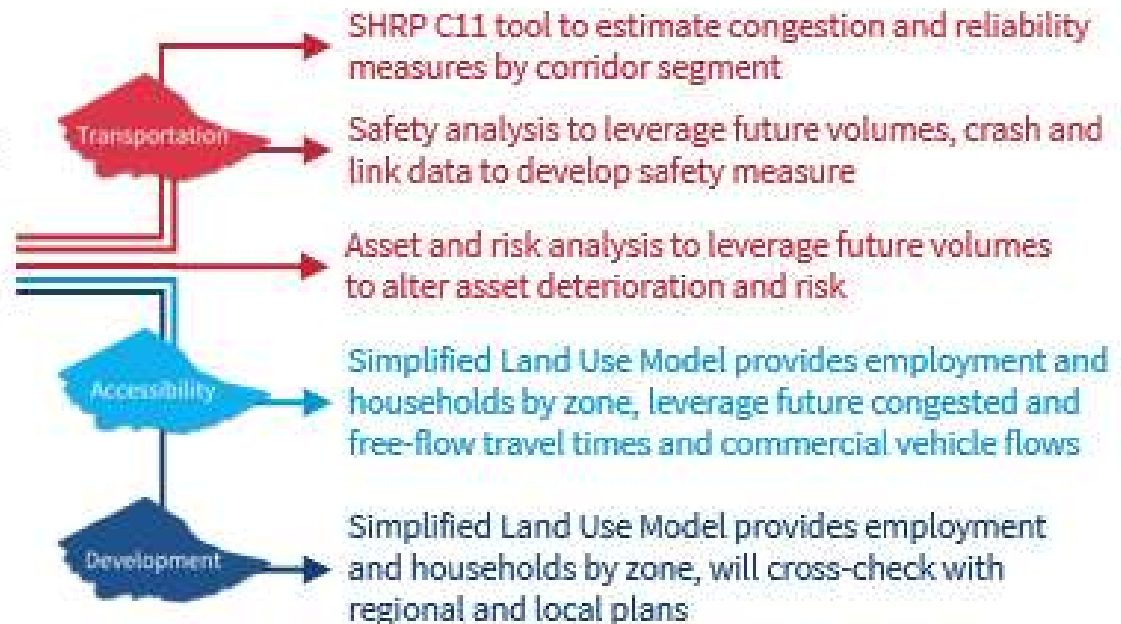 SHRP C11 tool to estimate congestion and reliability
measures by corridor segment
Transportation
Safety analysis to leverage future volumes, crash and
link data to develop safety measure
Asset and risk analysis to leverage future volumes
to alter asset deterioration and risk
Accessibility
Simplified Land Use Model provides employment and
households by zone, leverage future congested and
free-flow travel times and commercial vehicle flows
Development
Simplified Land Use Model provides employment
and households by zone, will cross-check with
regional and local plans